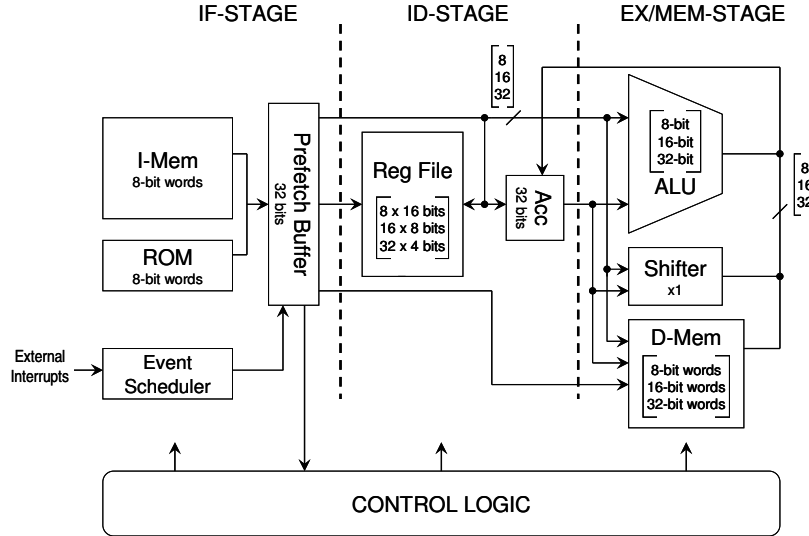 IF-STAGE
ID-STAGE
EX/MEM-STAGE
8
16
32
I-Mem
8-bit words
ROM
8-bit words
Prefetch Buffer
32 bits
Reg File
8 x 16 bits
16 x 8 bits
32 x 4 bits
Acc
32 bits
8-bit
16-bit
32-bit
ALU
8
16
32
Shifter
x1
D-Mem
8-bit words
16-bit words
32-bit words
External
Interrupts
Event
Scheduler
CONTROL LOGIC